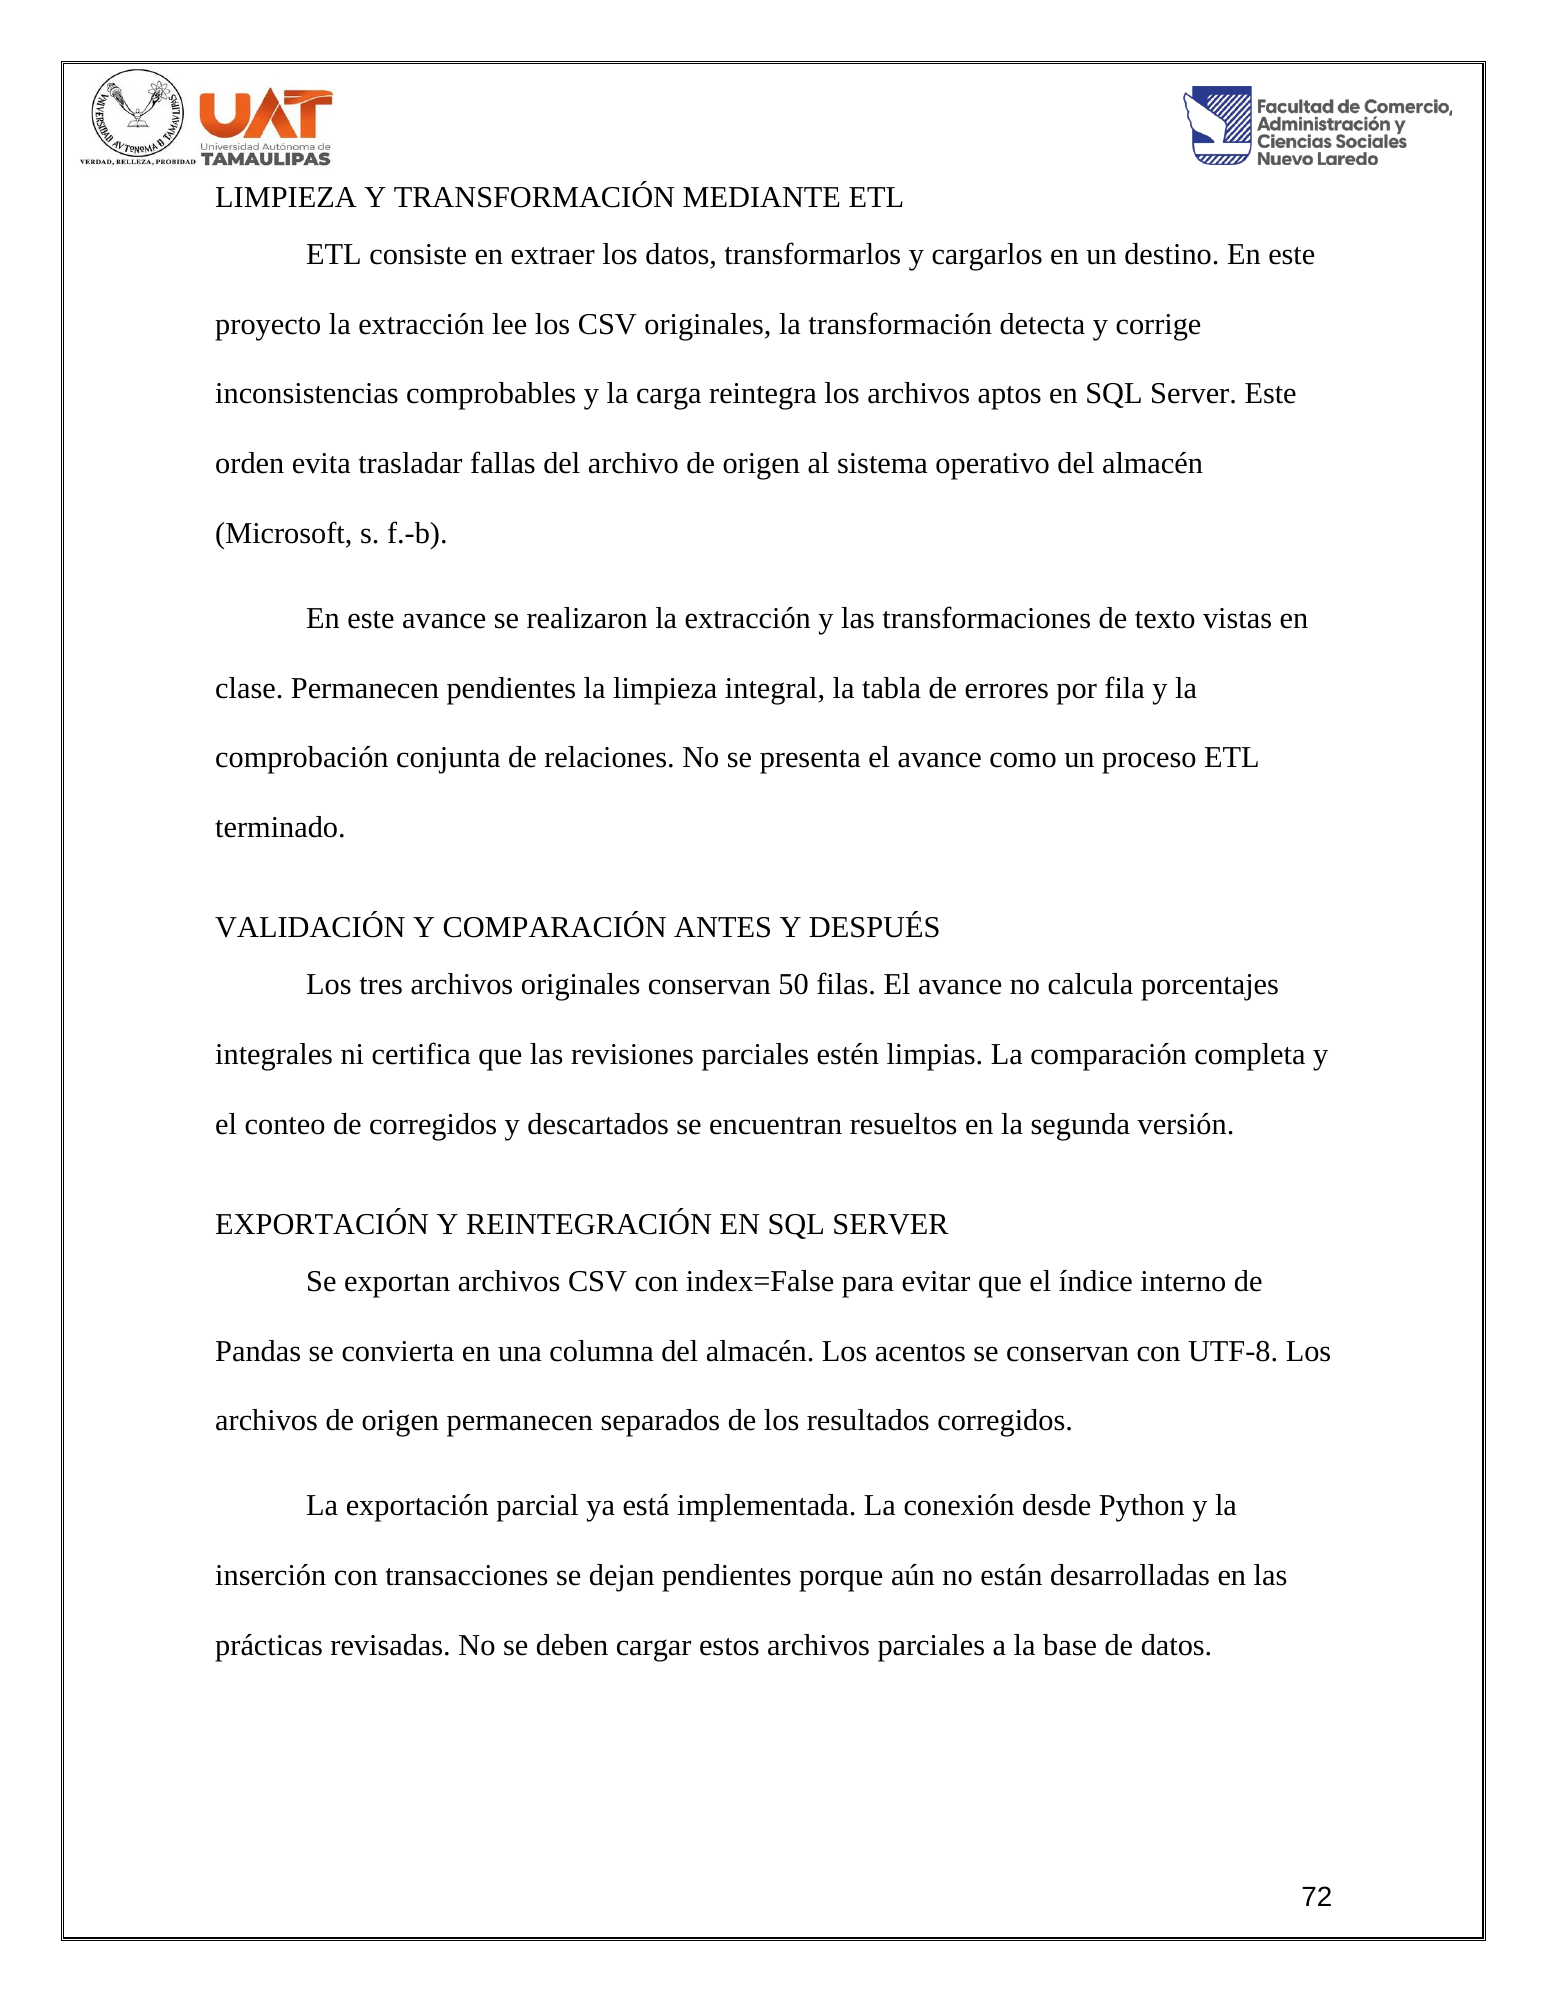 VNIVERSIDAD AVTONOMA D TAMAVLIPAS
VERDAD, BELLEZA, PROBIDAD
UAT
Universidad Autónoma de
TAMAULIPAS
Facultad de Comercio,
Administración y
Ciencias Sociales
Nuevo Laredo
LIMPIEZA Y TRANSFORMACIÓN MEDIANTE ETL
ETL consiste en extraer los datos, transformarlos y cargarlos en un destino. En este
proyecto la extracción lee los CSV originales, la transformación detecta y corrige
inconsistencias comprobables y la carga reintegra los archivos aptos en SQL Server. Este
orden evita trasladar fallas del archivo de origen al sistema operativo del almacén
(Microsoft, s. f.-b).
En este avance se realizaron la extracción y las transformaciones de texto vistas en
clase. Permanecen pendientes la limpieza integral, la tabla de errores por fila y la
comprobación conjunta de relaciones. No se presenta el avance como un proceso ETL
terminado.
VALIDACIÓN Y COMPARACIÓN ANTES Y DESPUÉS
Los tres archivos originales conservan 50 filas. El avance no calcula porcentajes
integrales ni certifica que las revisiones parciales estén limpias. La comparación completa y
el conteo de corregidos y descartados se encuentran resueltos en la segunda versión.
EXPORTACIÓN Y REINTEGRACIÓN EN SQL SERVER
Se exportan archivos CSV con index=False para evitar que el índice interno de
Pandas se convierta en una columna del almacén. Los acentos se conservan con UTF-8. Los
archivos de origen permanecen separados de los resultados corregidos.
La exportación parcial ya está implementada. La conexión desde Python y la
inserción con transacciones se dejan pendientes porque aún no están desarrolladas en las
prácticas revisadas. No se deben cargar estos archivos parciales a la base de datos.
72